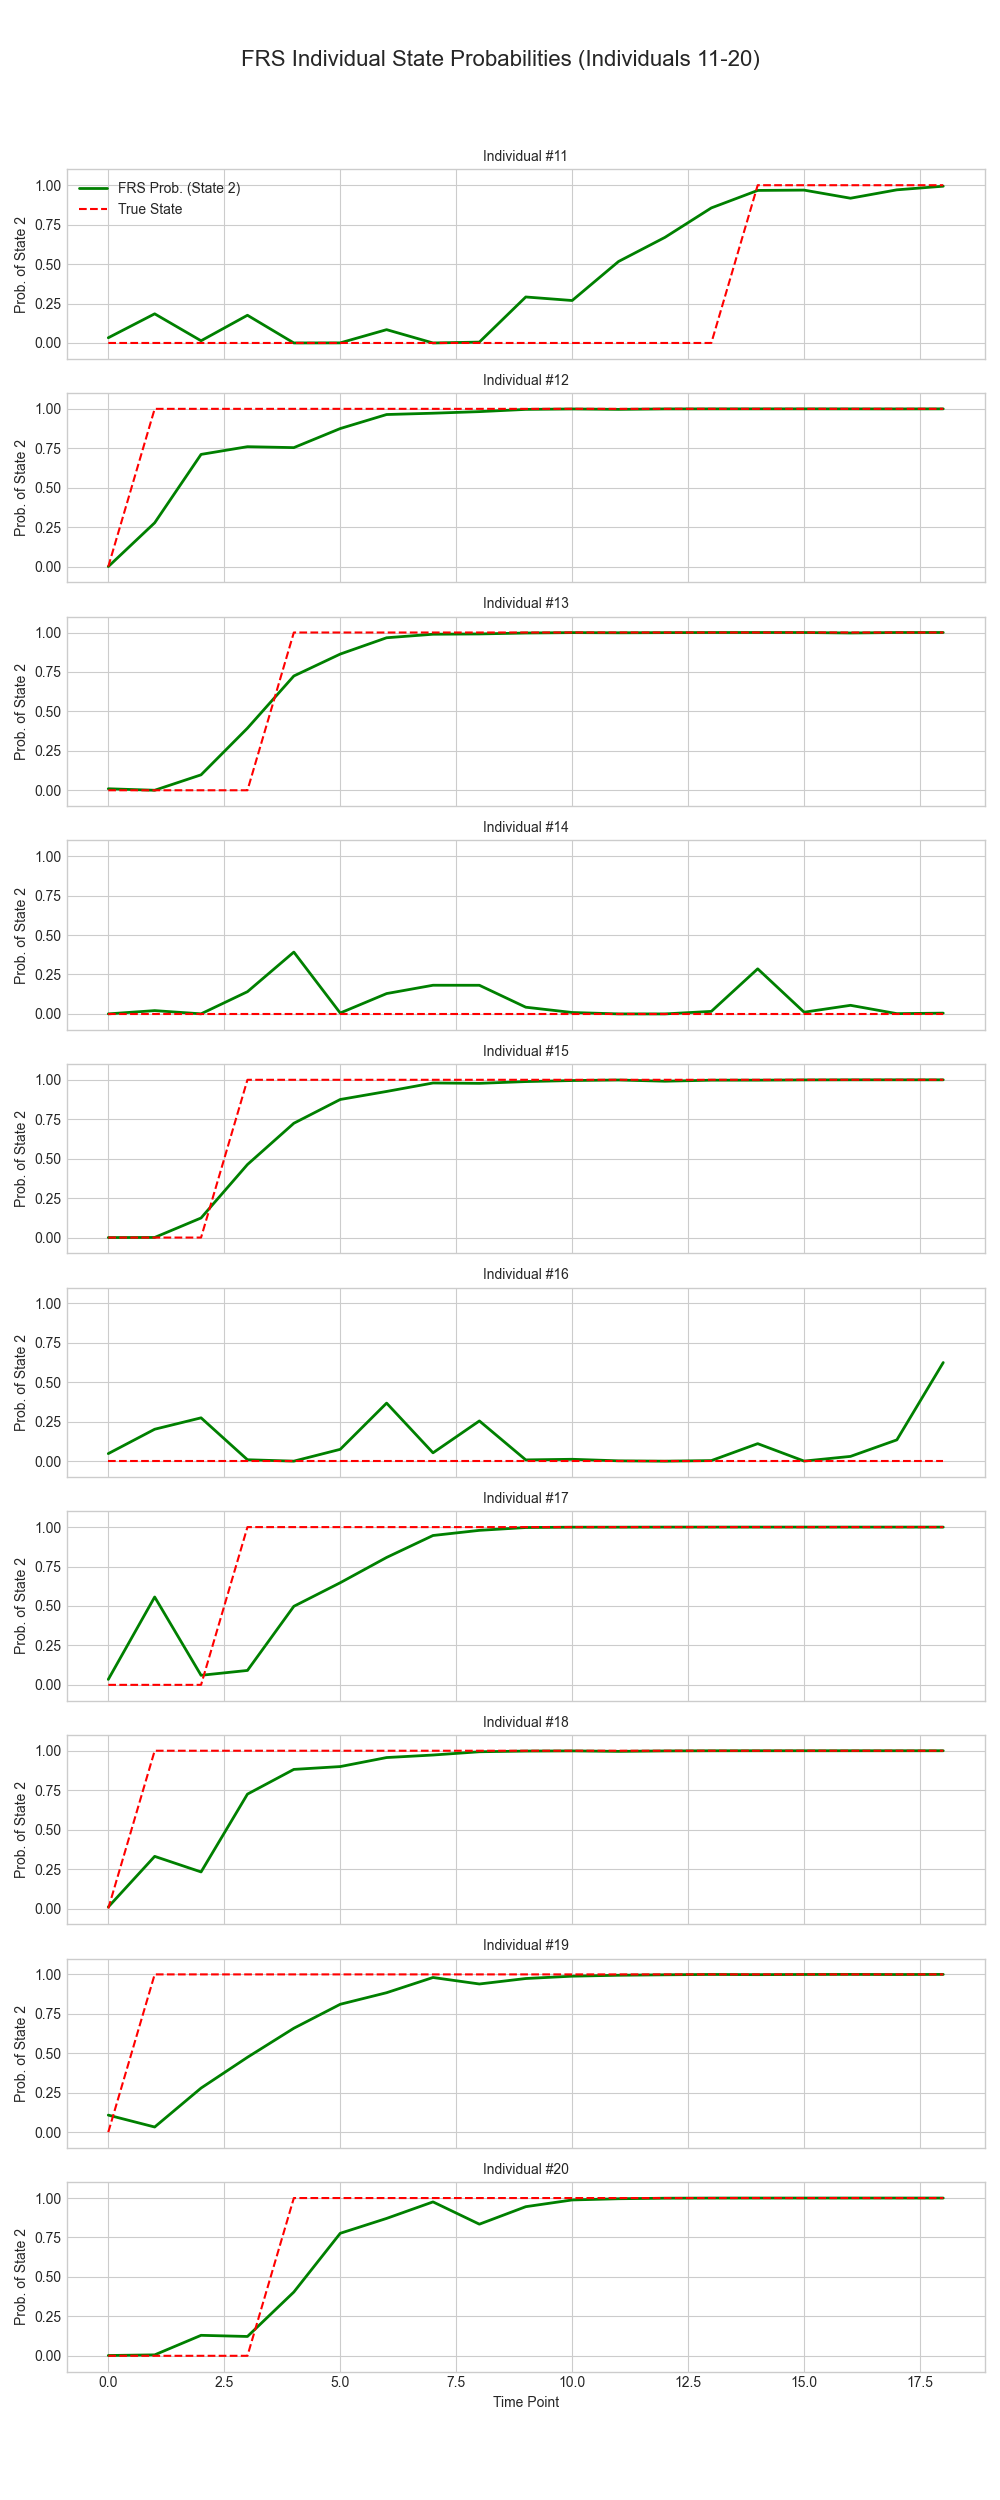 FRS Individual State Probabilities (Individuals 11-20)
Individual #11
FRS Prob. (State 2)
True State
1.00
0.75
0.50
0.25
0.00
Prob. of State 2
Individual #12
1.00
0.75
0.50
0.25
0.00
Prob. of State 2
Individual #13
1.00
0.75
0.50
0.25
0.00
Prob. of State 2
Individual #14
1.00
0.75
0.50
0.25
0.00
Prob. of State 2
Individual #15
1.00
0.75
0.50
0.25
0.00
Prob. of State 2
Individual #16
1.00
0.75
0.50
0.25
0.00
Prob. of State 2
Individual #17
1.00
0.75
0.50
0.25
0.00
Prob. of State 2
Individual #18
1.00
0.75
0.50
0.25
0.00
Prob. of State 2
Individual #19
1.00
0.75
0.50
0.25
0.00
Prob. of State 2
Individual #20
1.00
0.75
0.50
0.25
0.00
Prob. of State 2
0.0 2.5 5.0 7.5 10.0 12.5 15.0 17.5
Time Point